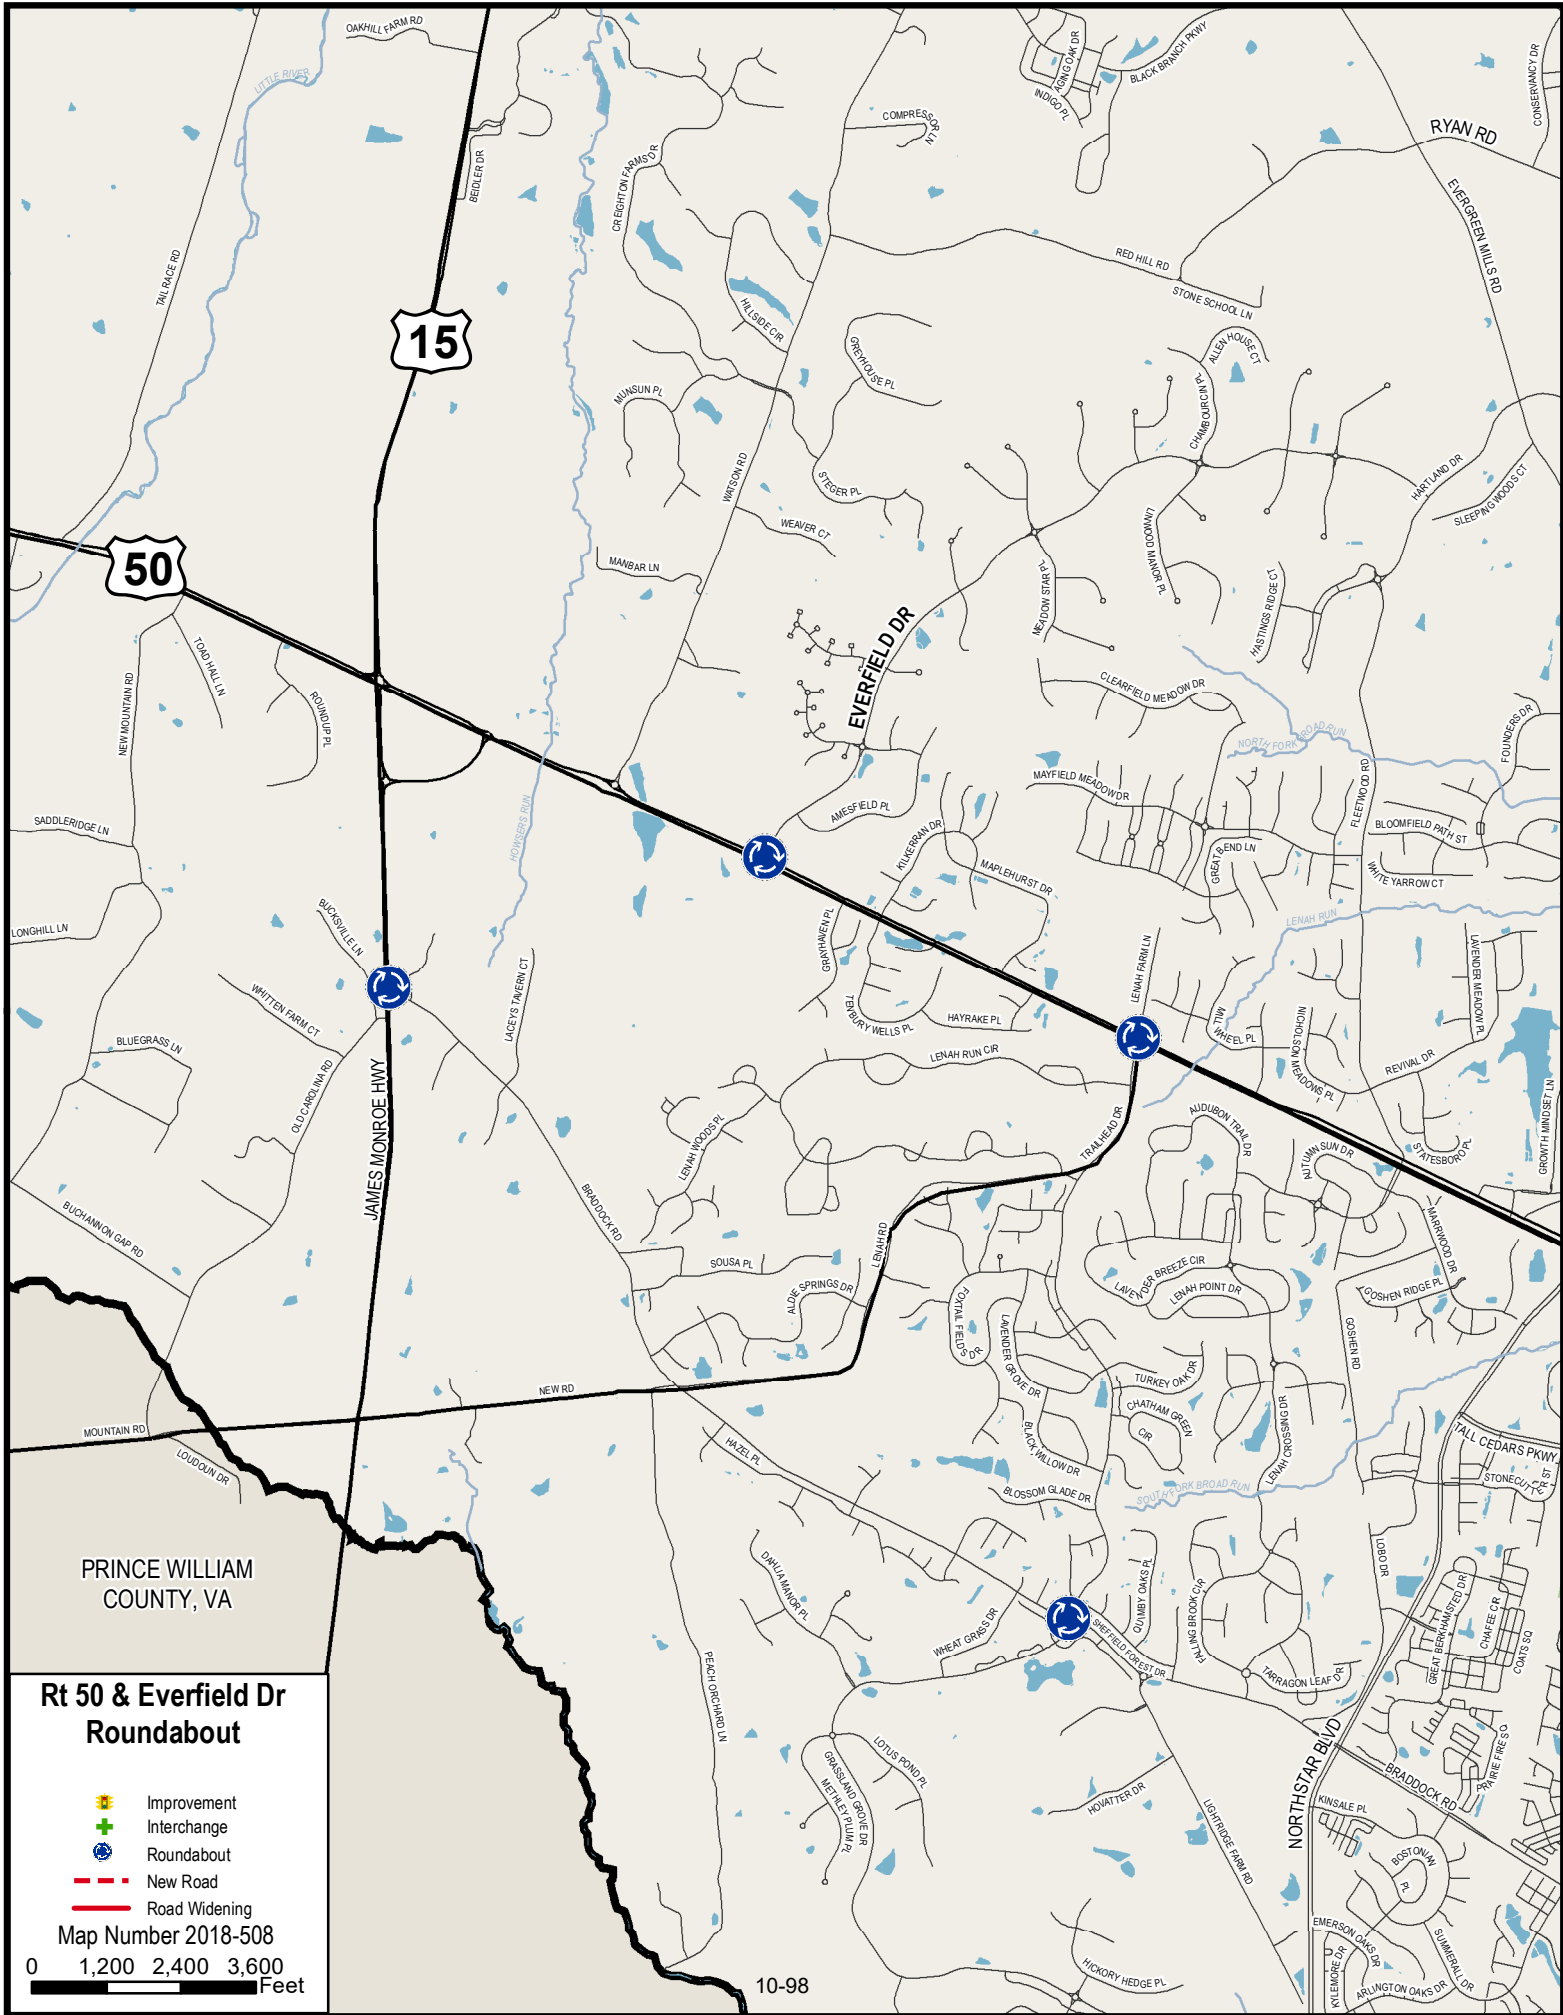 OAKHILL FARM RD
LITTLE RIVER
TAIL RACE RD
BEIDLER DR
CREIGHTON FARMS DR
COMPRESSOR LN
AGING OAK DR
INDIGO PL
BLACK BRANCH PKWY
CONSERVANCY DR
RYAN RD
EVERGREEN MILLS RD
RED HILL RD
STONE SCHOOL LN
HILLSIDE CIR
15
GREYHOUSE PL
ALLEN HOUSE CT
CHAMBOURCIN PL
MUNSUN PL
WATSON RD
STEGER PL
WEAVER CT
HARTLAND DR
SLEEPING WOODS CT
LINWOOD MANOR PL
MANBAR LN
50
MEADOW STAR PL
HASTINGS RIDGE CT
EVERFIELD DR
TOAD HALL LN
NEW MOUNTAIN RD
ROUNDUP PL
CLEARFIELD MEADOW DR
NORTH FORK BROAD RUN
FOUNDERS DR
MAYFIELD MEADOW DR
FLEETWOOD RD
HOWSERS RUN
AMESFIELD PL
KILKERRAN DR
SADDLERIDGE LN
BLOOMFIELD PATH ST
GREAT BEND LN
MAPLEHURST DR
WHITE YARROW CT
LENAH RUN
LONGHILL LN
BUCKSVILLE LN
GRAYHAVEN PL
LENAH FARM LN
LAVENDER MEADOW PL
WHITTEN FARM CT
LACEYS TAVERN CT
TENBURY WELLS PL
HAYRAKE PL
MILL WHEEL PL
NICHOLSON MEADOWS PL
BLUEGRASS LN
OLD CAROLINA RD
JAMES MONROE HWY
LENAH RUN CIR
REVIVAL DR
GROWTH MINDSET LN
LENAH WOODS PL
TRAILHEAD DR
AUDUBON TRAIL DR
AUTUMN SUN DR
STATESBORO PL
BUCHANNON GAP RD
BRADDOCK RD
LENAH RD
MARRWOOD DR
SOUSA PL
ALDIE SPRINGS DR
LAVENDER BREEZE CIR
LENAH POINT DR
GOSHEN RIDGE PL
FOXTAIL FIELDS DR
LAVENDER GROVE DR
GOSHEN RD
TURKEY OAK DR
NEW RD
CHATHAM GREEN CIR
LENAH CROSSING DR
MOUNTAIN RD
LOUDOUN DR
HAZEL PL
BLACK WILLOW DR
BLOSSOM GLADE DR
SOUTH FORK BROAD RUN
TALL CEDARS PKWY
STONECUTTER ST
PRINCE WILLIAM
COUNTY, VA
DAHLIA MANOR PL
QUIMBY OAKS PL
FALLING BROOK CIR
LOBO DR
GREAT BERKHAMSTED DR
CHAFEE CIR
COATS SQ
WHEAT GRASS DR
SHEFFIELD FOREST DR
TARRAGON LEAF DR
PEACH ORCHARD LN
LOTUS POND PL
GRASSLAND GROVE DR
METHLEY PLUM PL
HOVATTER DR
LIGHTRIDGE FARM RD
NORTHSTAR BLVD
BRADDOCK RD
PRAIRIE FIRE SQ
KINSALE PL
BOSTONIAN PL
EMERSON OAKS DR
SUMMERALL DR
KYLEMORE DR
ARLINGTON OAKS DR
HICKORY HEDGE PL
10-98
Rt 50 & Everfield Dr
Roundabout
Improvement
Interchange
Roundabout
New Road
Road Widening
Map Number 2018-508
0 1,200 2,400 3,600
Feet